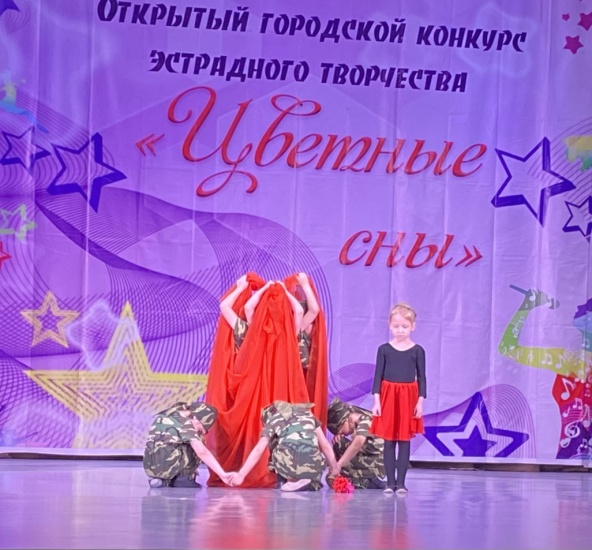 Открытый городской конкурс
эстрадного творчества
«Цветные
сны»